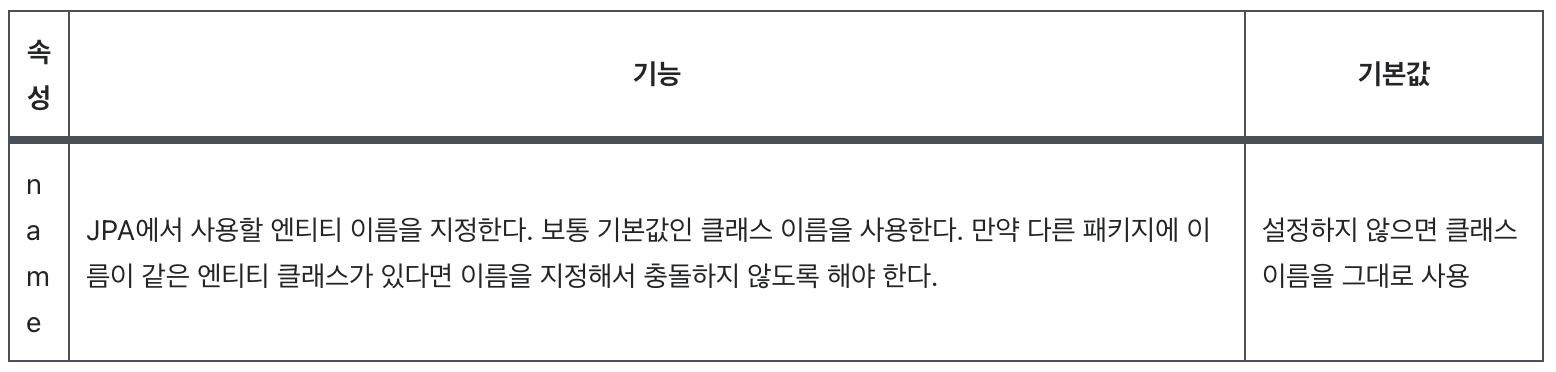 속
성
기능
기본값
n
a
m
e
JPA에서 사용할 엔티티 이름을 지정한다. 보통 기본값인 클래스 이름을 사용한다. 만약 다른 패키지에 이
름이 같은 엔티티 클래스가 있다면 이름을 지정해서 충돌하지 않도록 해야 한다.
설정하지 않으면 클래스
이름을 그대로 사용